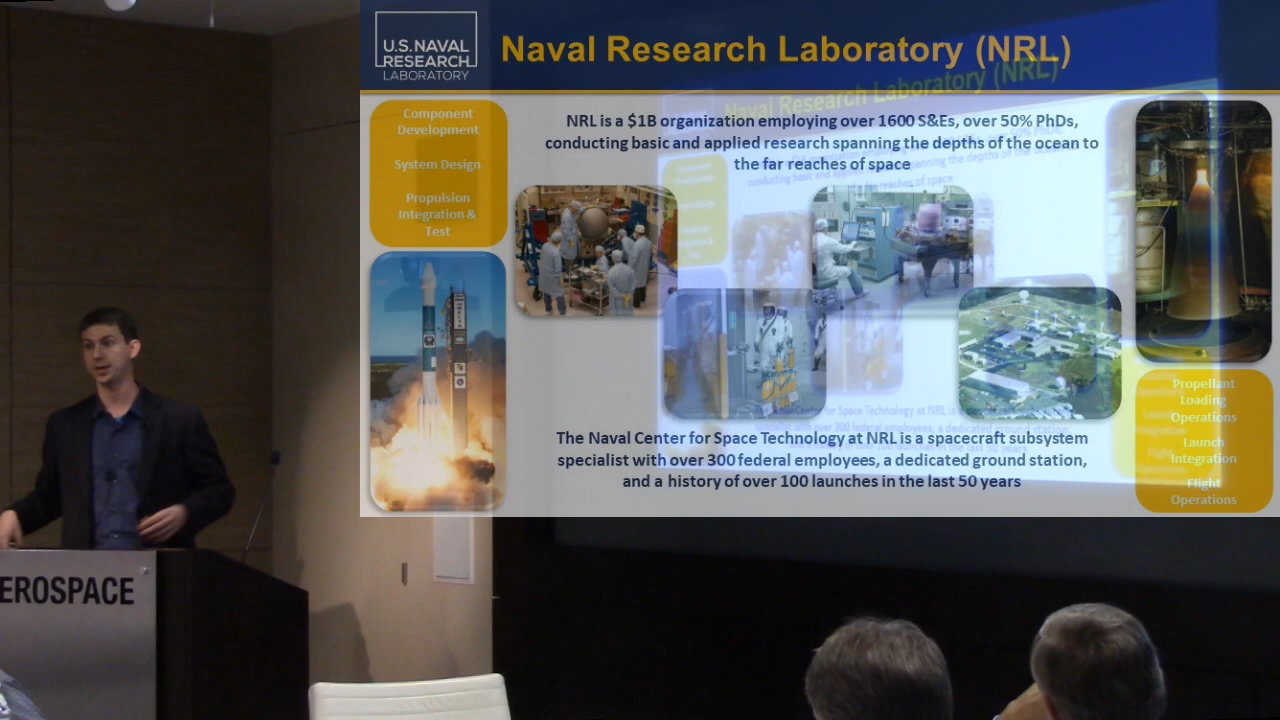 U.S. NAVAL
RESEARCH
LABORATORY
Naval Research Laboratory (NRL)
Component
Development
System Design
Propulsion
Integration &
Test
NRL is a $1B organization employing over 1600 S&Es, over 50% PhDs,
conducting basic and applied research spanning the depths of the ocean to
the far reaches of space
The Naval Center for Space Technology at NRL is a spacecraft subsystem
specialist with over 300 federal employees, a dedicated ground station,
and a history of over 100 launches in the last 50 years
Propellant
Loading
Operations
Launch
Integration
Flight
Operations
Naval Research Laboratory (NRL)
EROSPACE